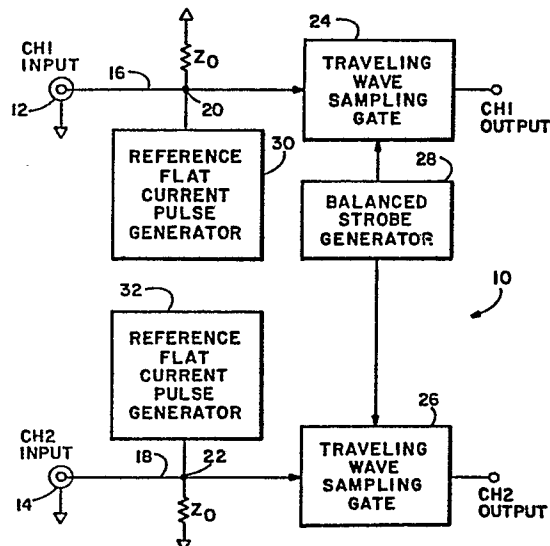 24
CH1
INPUT
16
Z0
12
20
TRAVELING
WAVE
SAMPLING
GATE
CH1
OUTPUT
30
REFERENCE
FLAT
CURRENT
PULSE
GENERATOR
28
BALANCED
STROBE
GENERATOR
10
32
REFERENCE
FLAT
CURRENT
PULSE
GENERATOR
26
CH2
INPUT
18
22
14
Z0
TRAVELING
WAVE
SAMPLING
GATE
CH2
OUTPUT